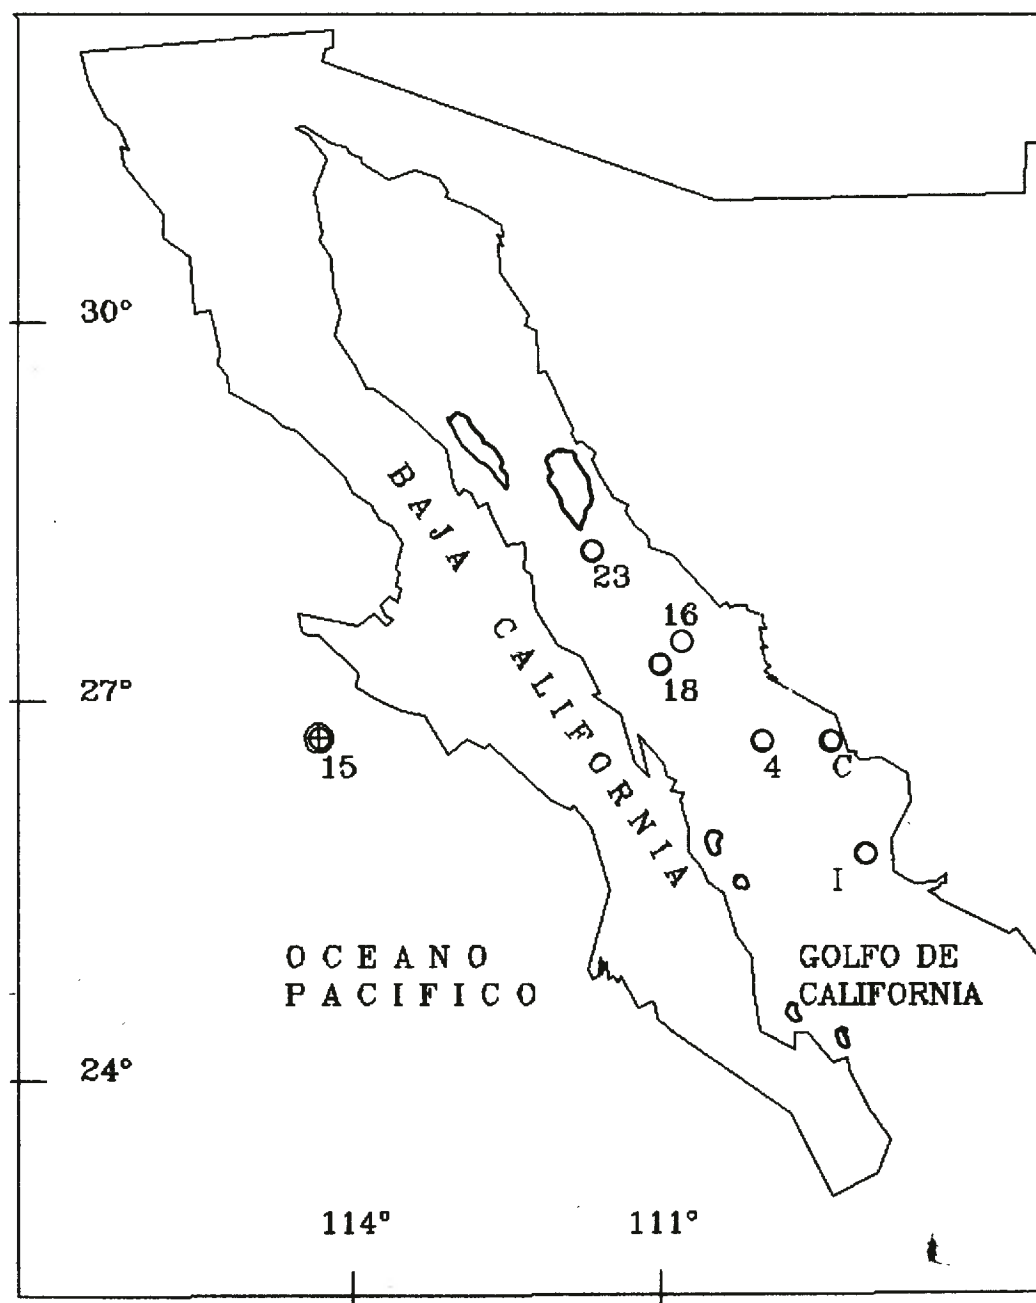 30°
BAJA CALIFORNIA
23
16
18
27°
15
4
C
I
OCEANO
PACIFICO
GOLFO DE
CALIFORNIA
24°
114°
111°